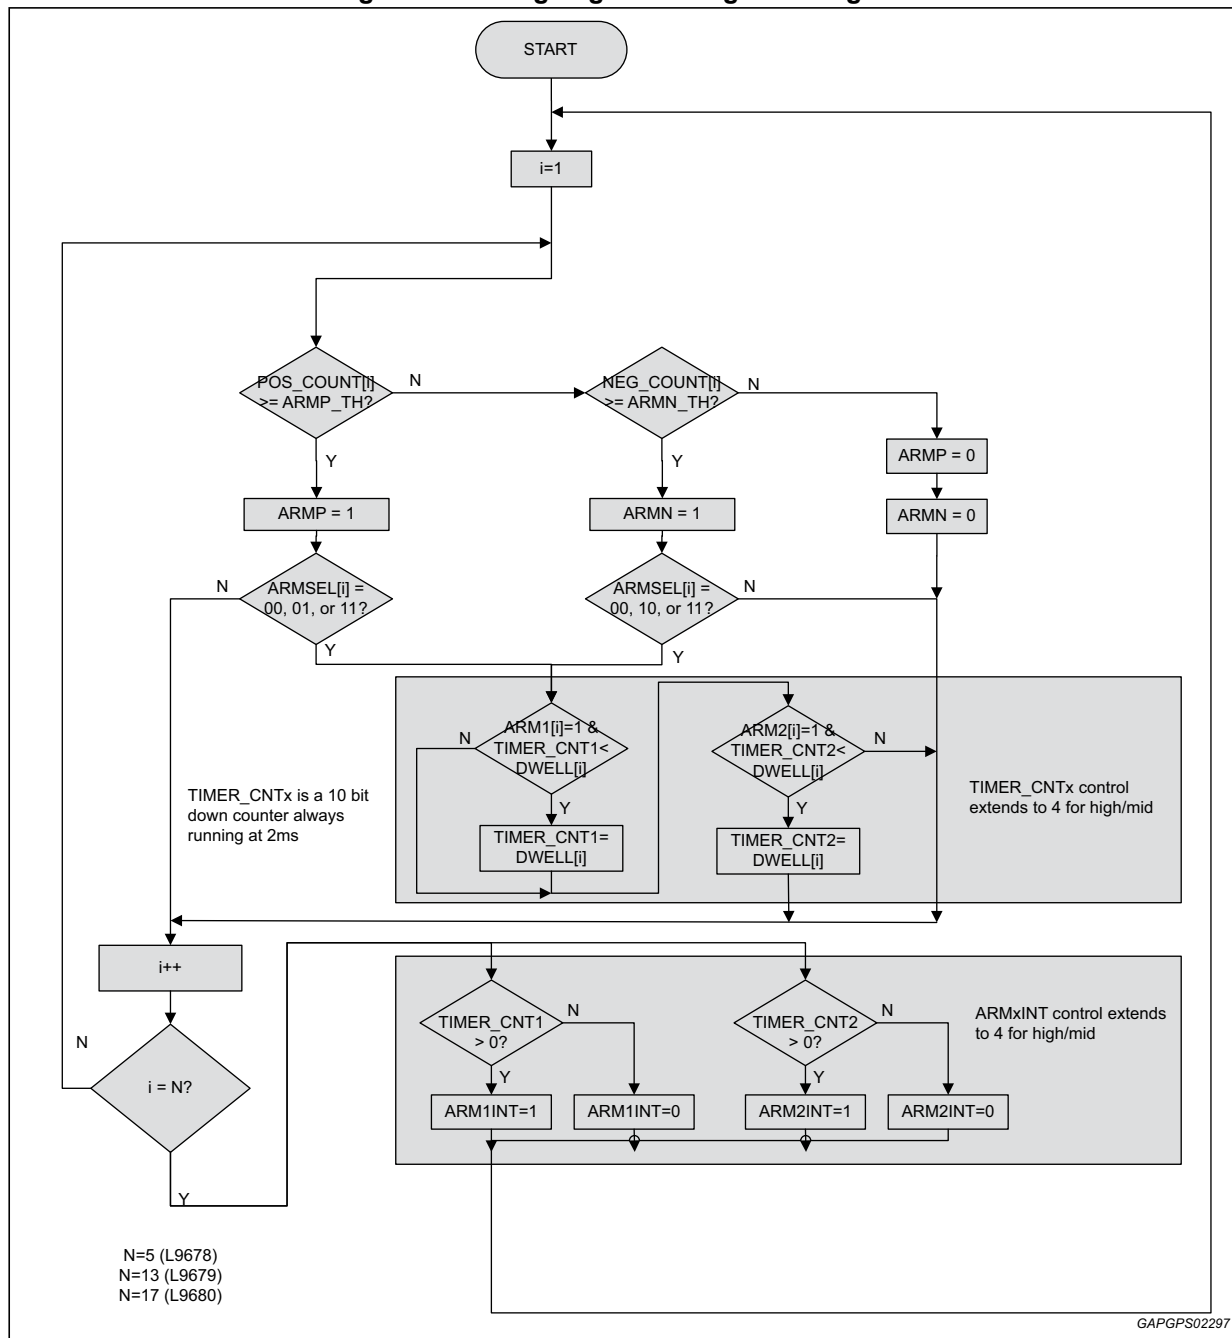 START
i=1
POS_COUNT[i]
>= ARMP_TH?
N
NEG_COUNT[i]
>= ARMN_TH?
N
Y
Y
ARMP = 0
ARMP = 1
ARMN = 1
ARMN = 0
N
ARMSEL[i] =
00, 01, or 11?
ARMSEL[i] =
00, 10, or 11?
N
Y
Y
N
ARM1[i]=1 &
TIMER_CNT1<
DWELL[i]
ARM2[i]=1 &
TIMER_CNT2<
DWELL[i]
N
TIMER_CNTx is a 10 bit
down counter always
running at 2ms
TIMER_CNTx control
extends to 4 for high/mid
Y
Y
TIMER_CNT1=
DWELL[i]
TIMER_CNT2=
DWELL[i]
i++
TIMER_CNT1
> 0?
N
TIMER_CNT2
> 0?
N
ARMxINT control extends
to 4 for high/mid
N
i = N?
Y
Y
ARM1INT=1
ARM1INT=0
ARM2INT=1
ARM2INT=0
Y
N=5 (L9678)
N=13 (L9679)
N=17 (L9680)
GAPGPS02297